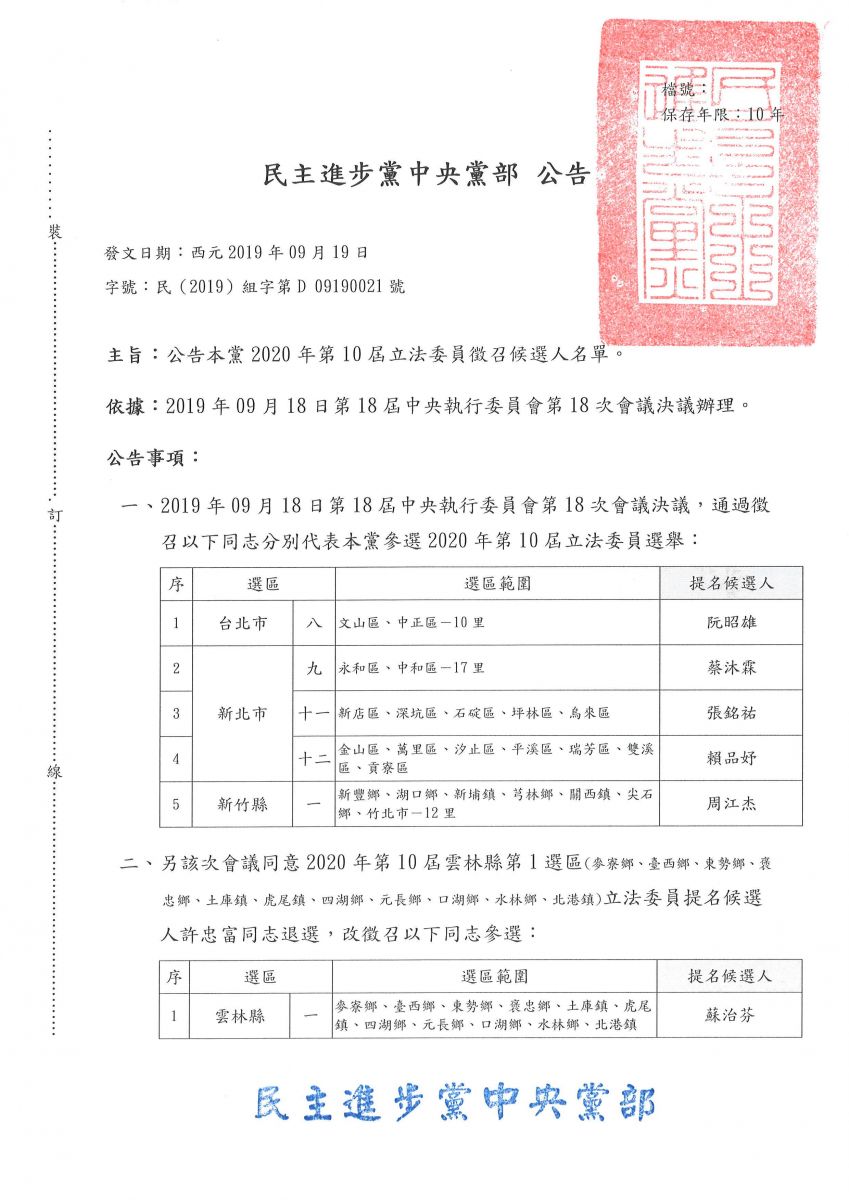 檔號：
保存年限：10 年
民主進步黨中央黨部 公告
發文日期：西元 2019 年 09 月 19 日
字號：民（2019）組字第 D 09190021 號
主旨：公告本黨 2020 年第 10 屆立法委員徵召候選人名單。
依據：2019 年 09 月 18 日第 18 屆中央執行委員會第 18 次會議決議辦理。
公告事項：
一、2019 年 09 月 18 日第 18 屆中央執行委員會第 18 次會議決議，通過徵
召以下同志分別代表本黨參選 2020 年第 10 屆立法委員選舉：
序 選區 選區範圍 提名候選人
1 台北市 八 文山區、中正區－10 里 阮昭雄
2 九 永和區、中和區－17 里 蔡沐霖
3 新北市 十一 新店區、深坑區、石碇區、坪林區、烏來區 張銘祐
4 十二 金山區、萬里區、汐止區、平溪區、瑞芳區、雙溪
區、貢寮區 賴品妤
5 新竹縣 一 新豐鄉、湖口鄉、新埔鎮、芎林鄉、關西鎮、尖石
鄉、竹北市－12 里 周江杰
二、另該次會議同意 2020 年第 10 屆雲林縣第 1 選區(麥寮鄉、臺西鄉、東勢鄉、褒
忠鄉、土庫鎮、虎尾鎮、四湖鄉、元長鄉、口湖鄉、水林鄉、北港鎮)立法委員提名候選
人許忠富同志退選，改徵召以下同志參選：
序 選區 選區範圍 提名候選人
1 雲林縣 一 麥寮鄉、臺西鄉、東勢鄉、褒忠鄉、土庫鎮、虎尾
鎮、四湖鄉、元長鄉、口湖鄉、水林鄉、北港鎮 蘇治芬
民主進步黨中央黨部
裝
訂
線